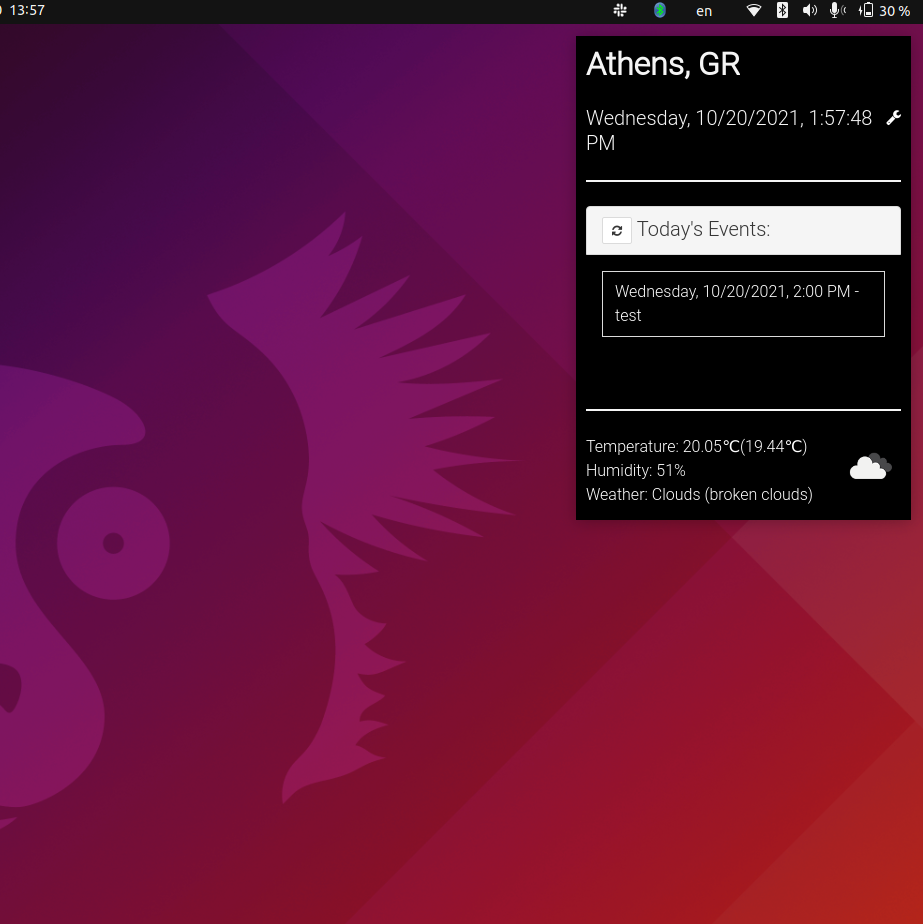 13:57
en
30 %
Athens, GR
Wednesday, 10/20/2021, 1:57:48
PM
Today's Events:
Wednesday, 10/20/2021, 2:00 PM -
test
Temperature: 20.05℃(19.44℃)
Humidity: 51%
Weather: Clouds (broken clouds)